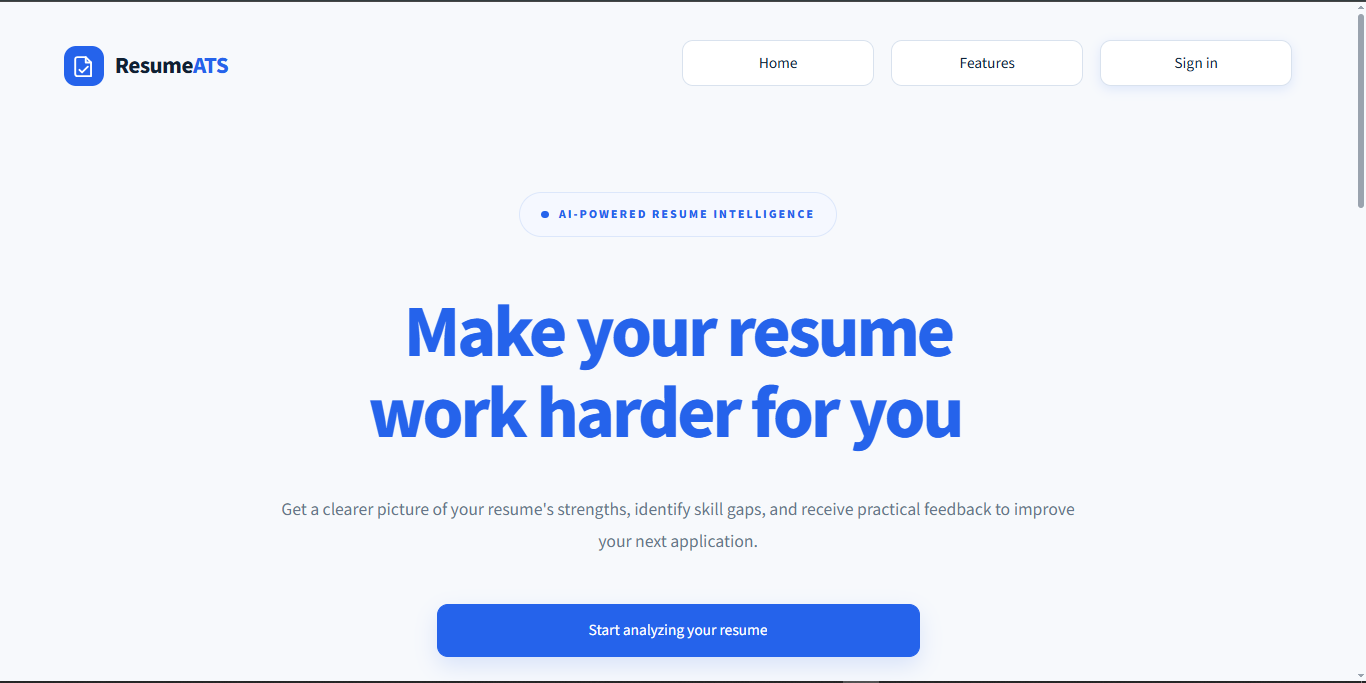 ResumeATS
Home
Features
Sign in
AI-POWERED RESUME INTELLIGENCE
Make your resume
work harder for you
Get a clearer picture of your resume's strengths, identify skill gaps, and receive practical feedback to improve
your next application.
Start analyzing your resume